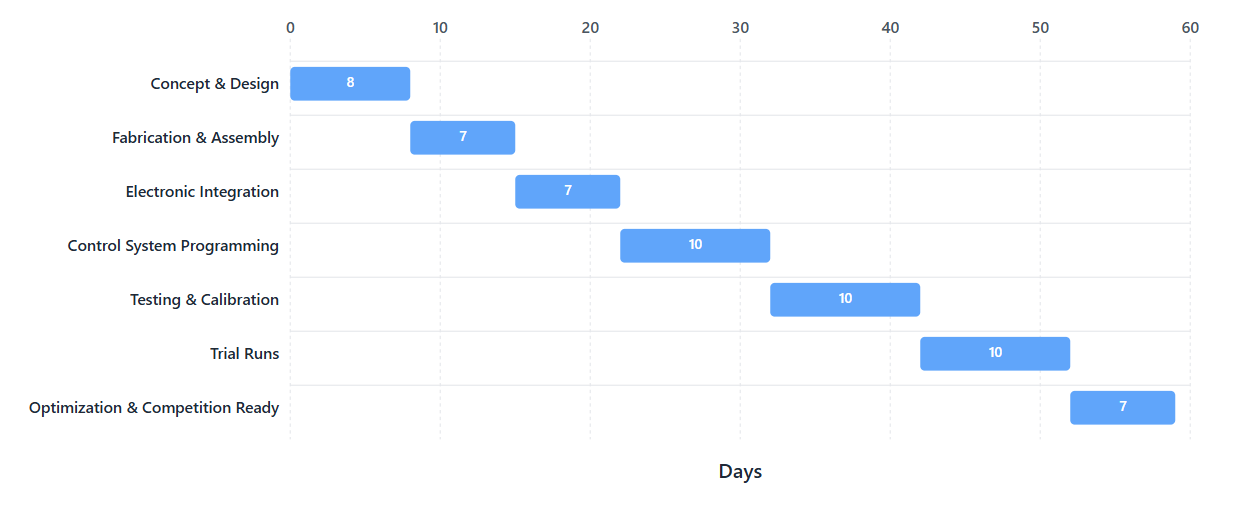 0 10 20 30 40 50 60
Concept & Design 8
Fabrication & Assembly 7
Electronic Integration 7
Control System Programming 10
Testing & Calibration 10
Trial Runs 10
Optimization & Competition Ready 7
Days